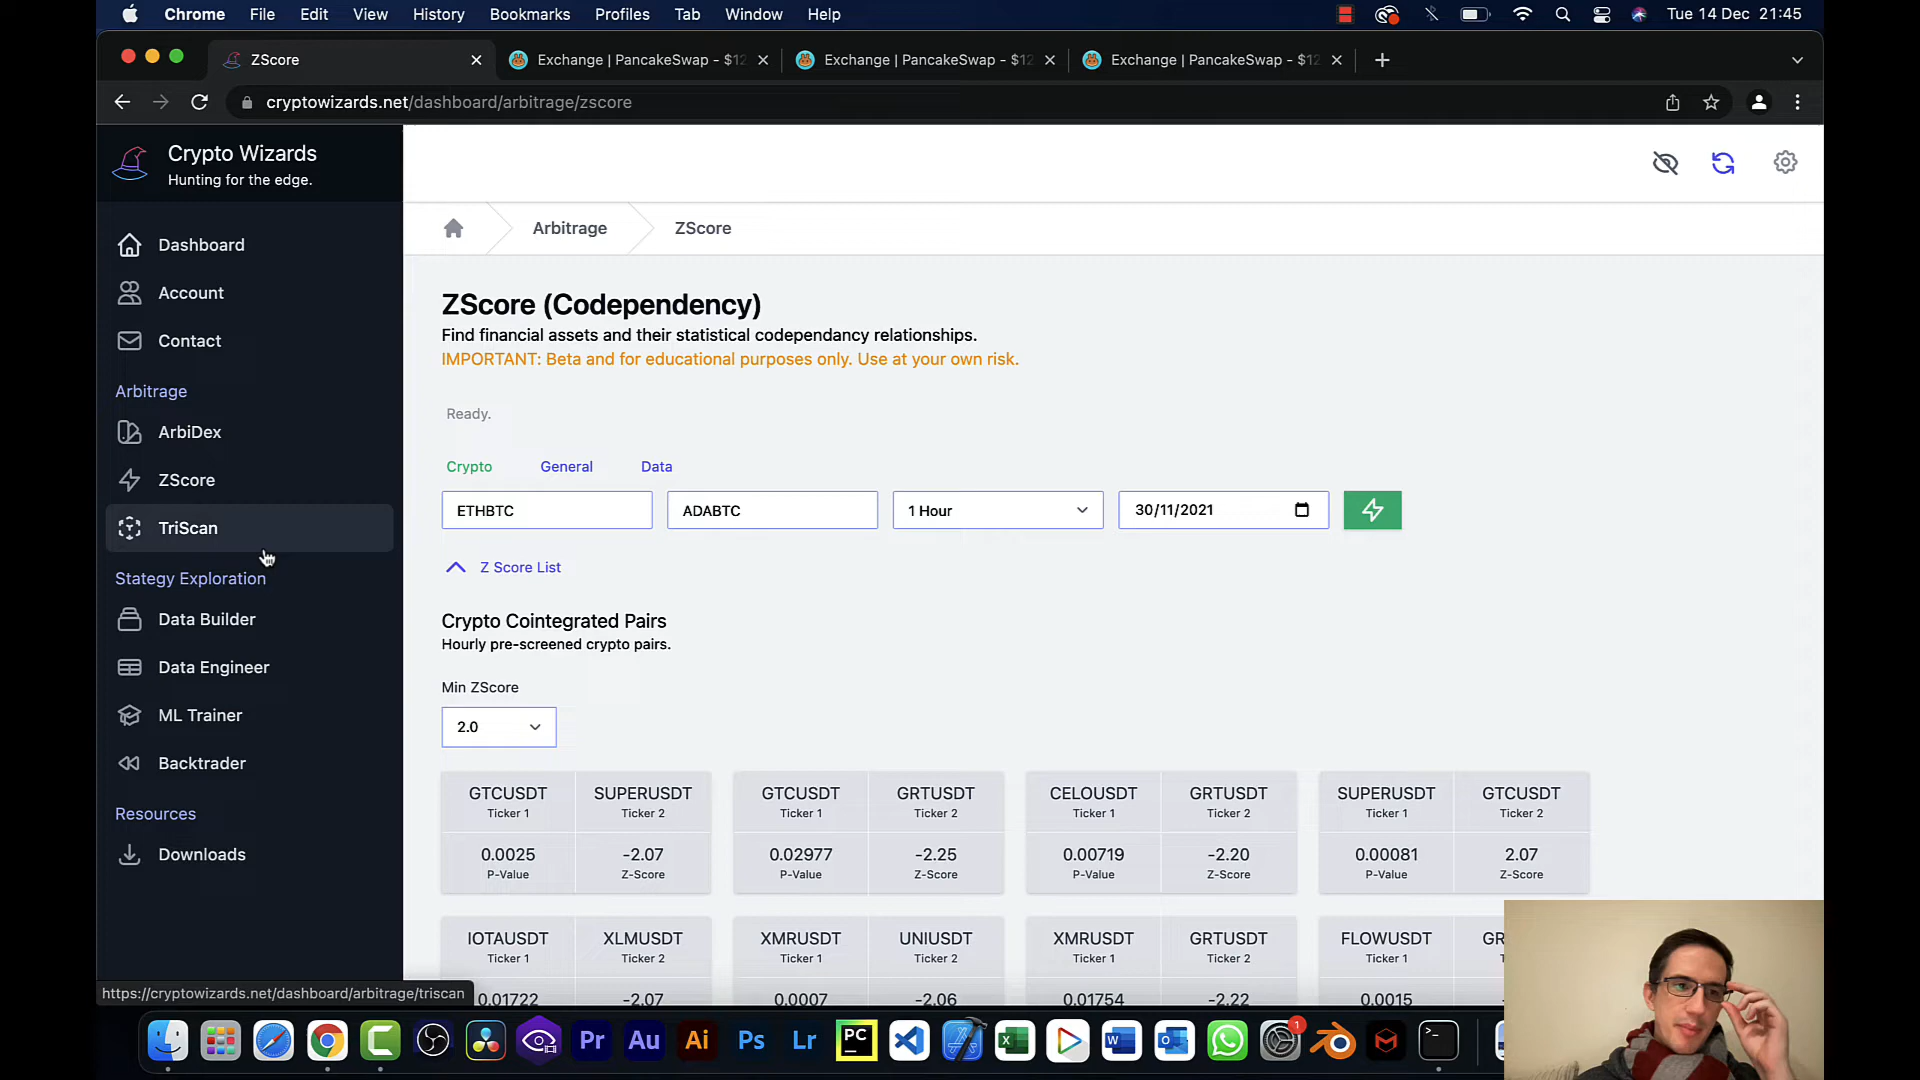 Chrome File Edit View History Bookmarks Profiles Tab Window Help Tue 14 Dec 21:45
ZScore Exchange | PancakeSwap - $12 Exchange | PancakeSwap - $12 Exchange | PancakeSwap - $12
cryptowizards.net/dashboard/arbitrage/zscore
Crypto Wizards
Hunting for the edge.
Dashboard
Account
Contact
Arbitrage
ArbiDex
ZScore
TriScan
Stategy Exploration
Data Builder
Data Engineer
ML Trainer
Backtrader
Resources
Downloads
https://cryptowizards.net/dashboard/arbitrage/triscan
Arbitrage ZScore
ZScore (Codependency)
Find financial assets and their statistical codependancy relationships.
IMPORTANT: Beta and for educational purposes only. Use at your own risk.
Ready.
Crypto General Data
ETHBTC ADABTC 1 Hour 30/11/2021
Z Score List
Crypto Cointegrated Pairs
Hourly pre-screened crypto pairs.
Min ZScore
2.0
GTCUSDT SUPERUSDT GTCUSDT GRTUSDT CELOUSDT GRTUSDT SUPERUSDT GTCUSDT
Ticker 1 Ticker 2 Ticker 1 Ticker 2 Ticker 1 Ticker 2 Ticker 1 Ticker 2
0.0025 -2.07 0.02977 -2.25 0.00719 -2.20 0.00081 2.07
P-Value Z-Score P-Value Z-Score P-Value Z-Score P-Value Z-Score
IOTAUSDT XLMUSDT XMRUSDT UNIUSDT XMRUSDT GRTUSDT FLOWUSDT GR
Ticker 1 Ticker 2 Ticker 1 Ticker 2 Ticker 1 Ticker 2 Ticker 1
0.01722 -2.07 0.0007 -2.06 0.01754 -2.22 0.0015
Pr Au Ai Ps Lr PC X W O 1